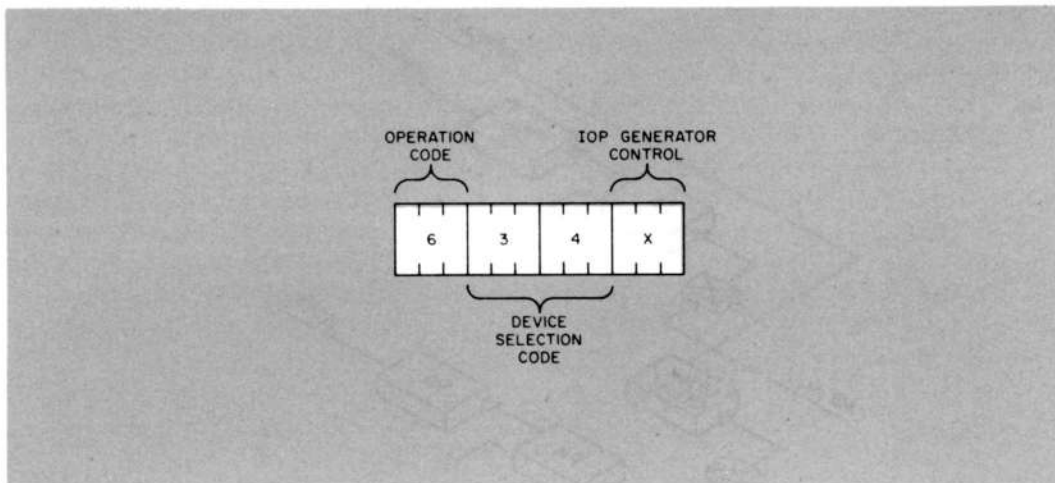 OPERATION
CODE
IOP GENERATOR
CONTROL
6 3 4 X
DEVICE
SELECTION
CODE